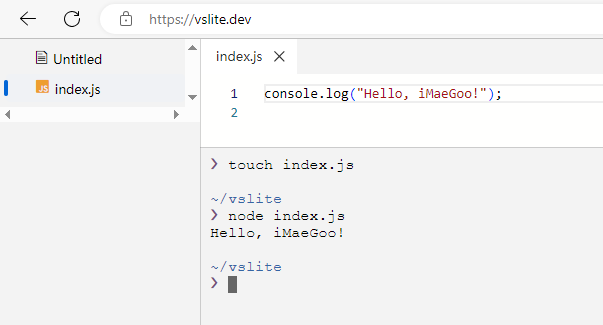 https://vslite.dev
Untitled
JS index.js
index.js
1 console.log("Hello, iMaeGoo!");
2
❯ touch index.js
~/vslite
❯ node index.js
Hello, iMaeGoo!
~/vslite
❯